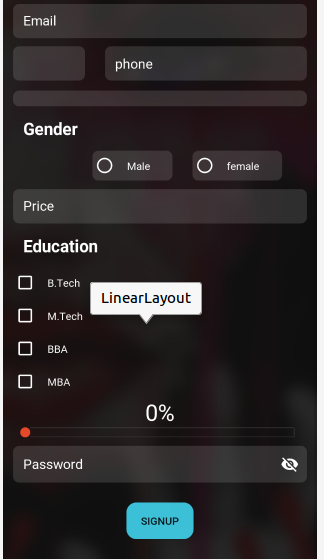 Email
phone
Gender
Male
female
Price
Education
B.Tech
LinearLayout
M.Tech
BBA
MBA
0%
Password
SIGNUP